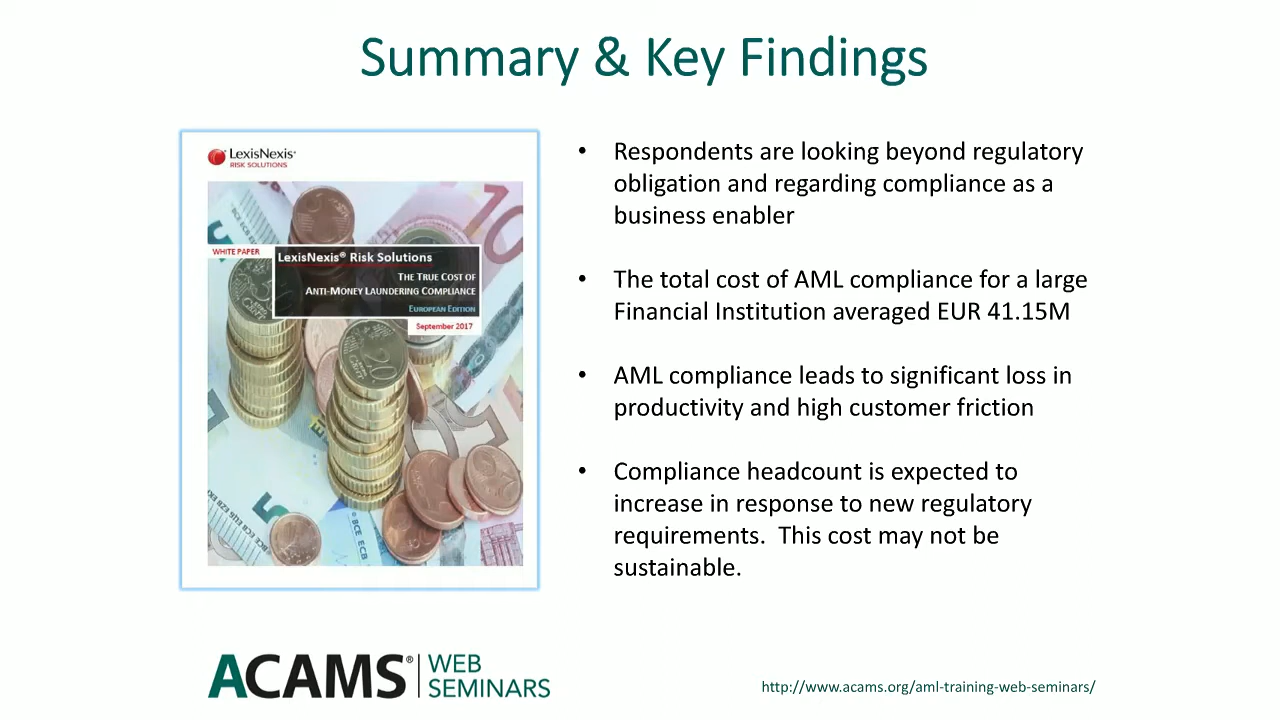 Summary & Key Findings
LexisNexis®
RISK SOLUTIONS
WHITE PAPER
LexisNexis® Risk Solutions
THE TRUE COST OF
ANTI-MONEY LAUNDERING COMPLIANCE
EUROPEAN EDITION
September 2017
• Respondents are looking beyond regulatory
obligation and regarding compliance as a
business enabler
• The total cost of AML compliance for a large
Financial Institution averaged EUR 41.15M
• AML compliance leads to significant loss in
productivity and high customer friction
• Compliance headcount is expected to
increase in response to new regulatory
requirements.  This cost may not be
sustainable.
ACAMS® WEB
SEMINARS
http://www.acams.org/aml-training-web-seminars/